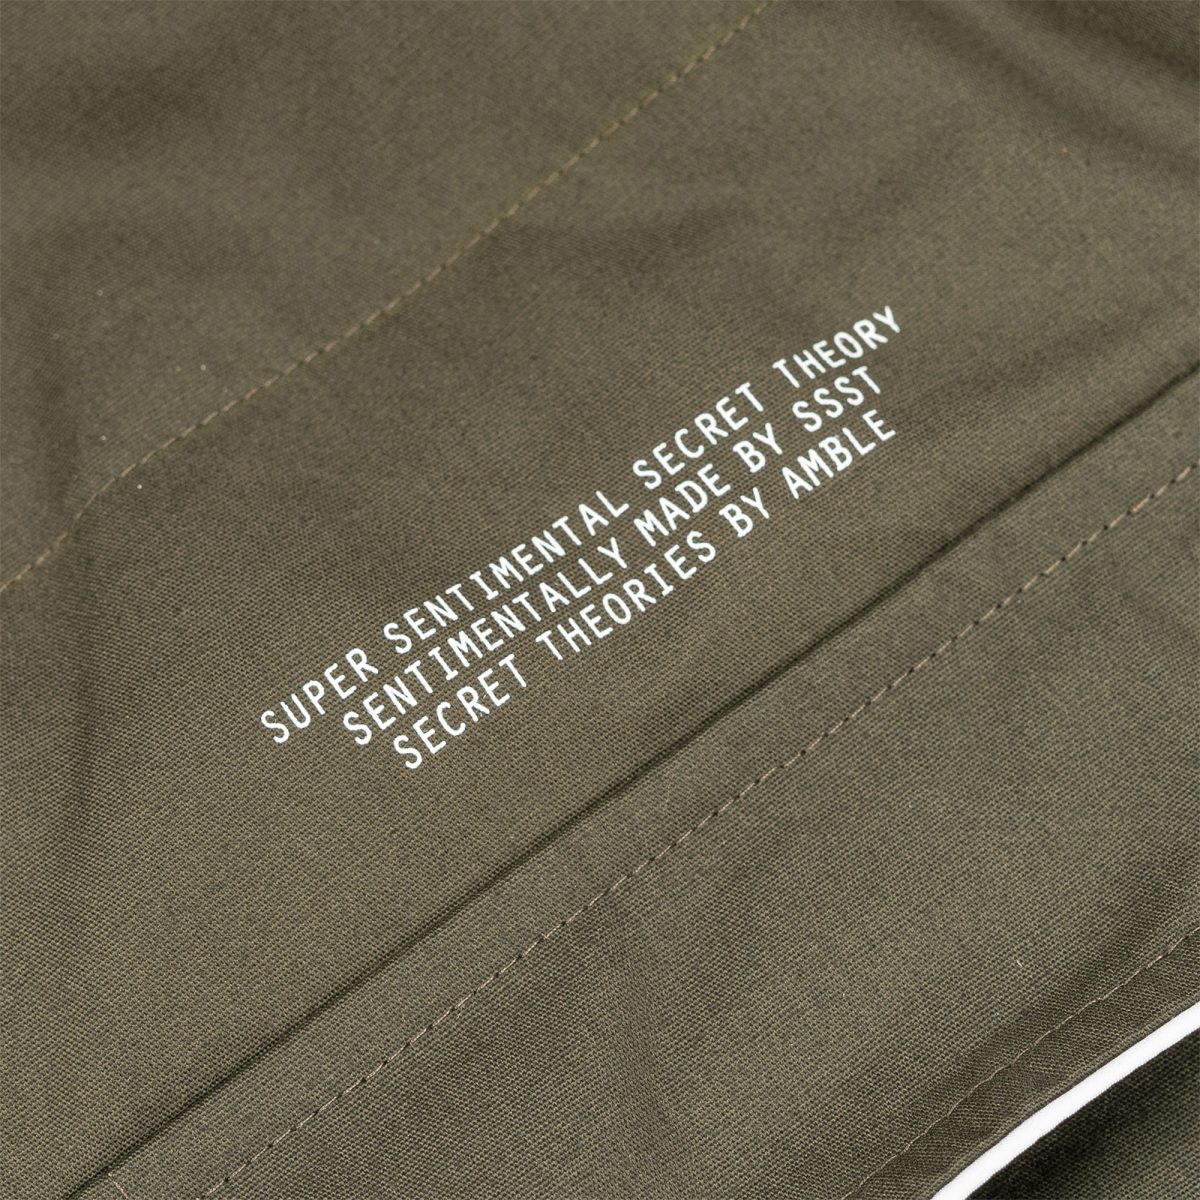 SUPER SENTIMENTAL SECRET THEORY
SENTIMENTALLY MADE BY SSST
SECRET THEORIES BY AMBLE